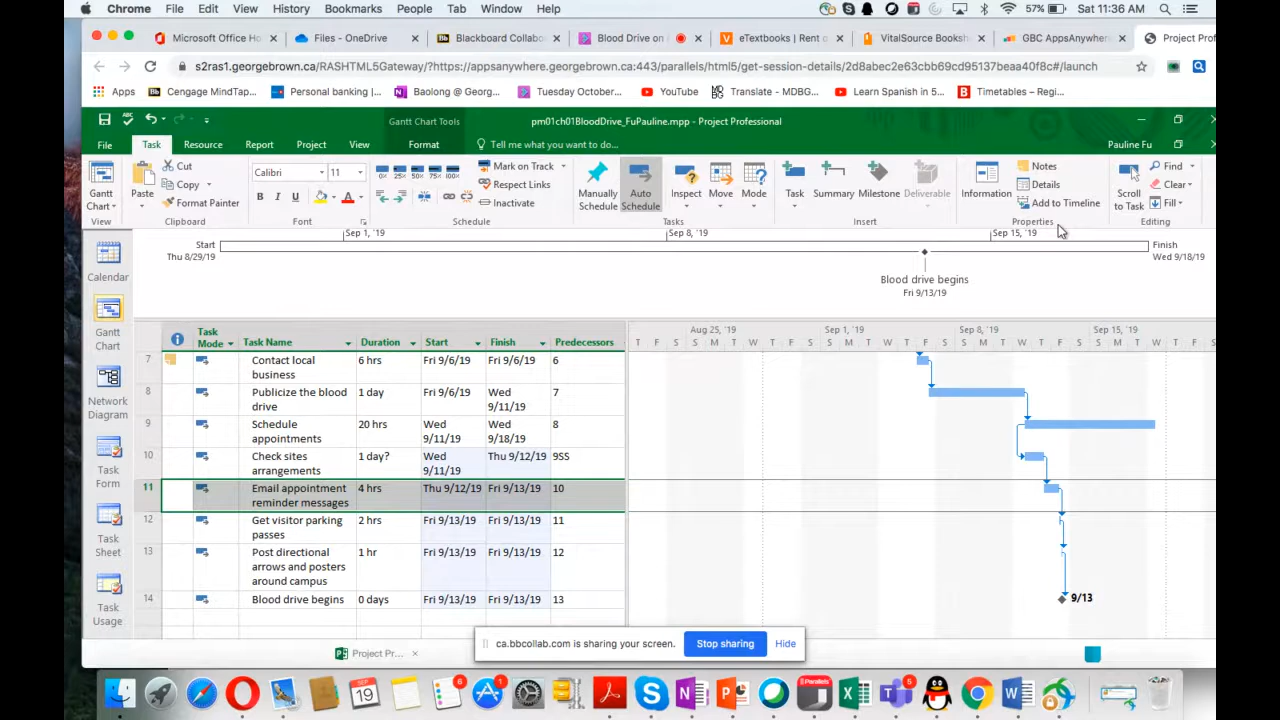 Chrome File Edit View History Bookmarks People Tab Window Help 57% Sat 11:36 AM
Microsoft Office Ho Files - OneDrive Blackboard Collabo Blood Drive on eTextbooks | Rent o VitalSource Booksh GBC AppsAnywhere Project Prof
s2ras1.georgebrown.ca/RASHTML5Gateway/?https://appsanywhere.georgebrown.ca:443/parallels/html5/get-session-details/2d8abec2e63cbb69cd95137beaa40f8c#/launch
Apps Cengage MindTap... Personal banking |... Baolong @ Georg... Tuesday October... YouTube Translate - MDBG... Learn Spanish in 5... Timetables – Regi...
Gantt Chart Tools pm01ch01BloodDrive_FuPauline.mpp - Project Professional
File Task Resource Report Project View Format Tell me what you want to do... Pauline Fu
Gantt Chart Paste Cut Copy Format Painter Calibri 11 B I U A
0% 25% 50% 75% 100% Mark on Track Respect Links Inactivate
Manually Schedule Auto Schedule Inspect Move Mode Task Summary Milestone Deliverable Information Notes Details Add to Timeline Scroll to Task Find Clear Fill
View Clipboard Font Schedule Tasks Insert Properties Editing
Sep 1, '19 Sep 8, '19 Sep 15, '19
Start
Thu 8/29/19
Finish
Wed 9/18/19
Blood drive begins
Fri 9/13/19
Calendar
Gantt Chart
Network Diagram
Task Form
Task Sheet
Task Usage
Task Mode Task Name Duration Start Finish Predecessors
Aug 25, '19 Sep 1, '19 Sep 8, '19 Sep 15, '19
T F S S M T W T F S S M T W T F S S M T W T F S S M T W T F S
7 Contact local business 6 hrs Fri 9/6/19 Fri 9/6/19 6
8 Publicize the blood drive 1 day Fri 9/6/19 Wed 9/11/19 7
9 Schedule appointments 20 hrs Wed 9/11/19 Wed 9/18/19 8
10 Check sites arrangements 1 day? Wed 9/11/19 Thu 9/12/19 9SS
11 Email appointment reminder messages 4 hrs Thu 9/12/19 Fri 9/13/19 10
12 Get visitor parking passes 2 hrs Fri 9/13/19 Fri 9/13/19 11
13 Post directional arrows and posters around campus 1 hr Fri 9/13/19 Fri 9/13/19 12
14 Blood drive begins 0 days Fri 9/13/19 Fri 9/13/19 13
9/13
ca.bbcollab.com is sharing your screen. Stop sharing Hide
Project Pr...
SEP 19 6 1 5